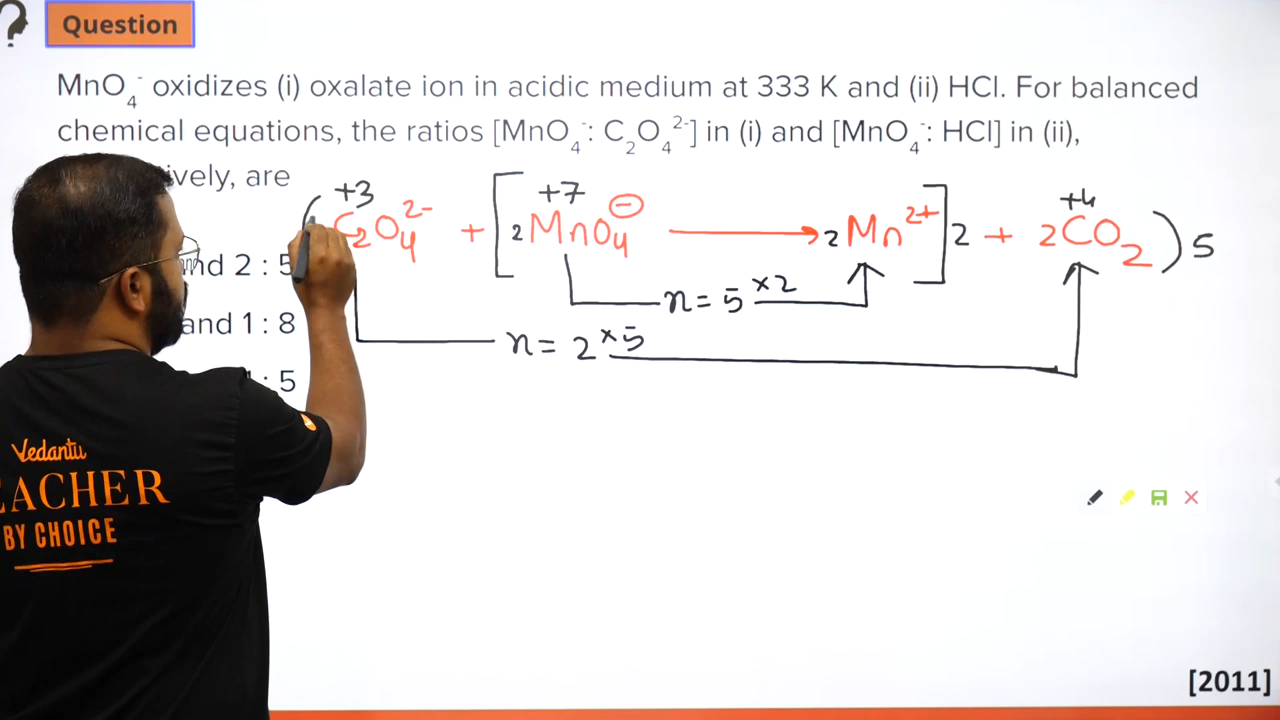 ?
Question
MnO₄⁻ oxidizes (i) oxalate ion in acidic medium at 333 K and (ii) HCl. For balanced
chemical equations, the ratios [MnO₄⁻: C₂O₄²⁻] in (i) and [MnO₄⁻: HCl] in (ii),
vely, are
+3 +7 +4
C₂O₄²⁻ + [2MnO₄⊖ → 2Mn²⁺]2 + 2CO₂)5
nd 2 : 5
n = 5 ×2
and 1 : 8
n = 2 ×5
: 5
Vedantu
EACHER
BY CHOICE
[2011]